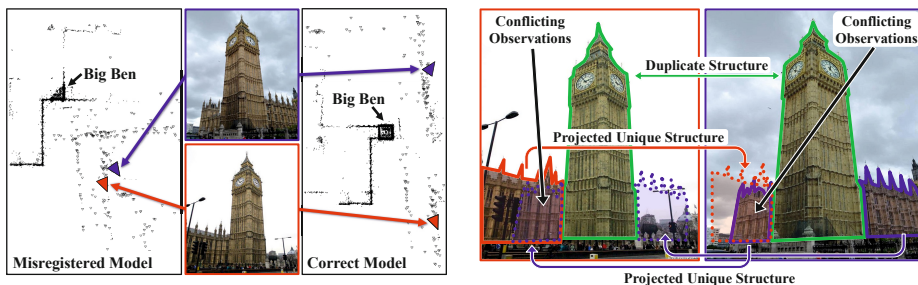 Big Ben
Misregistered Model
Big Ben
Correct Model
Conflicting
Observations
Conflicting
Observations
Duplicate Structure
Projected Unique Structure
Projected Unique Structure